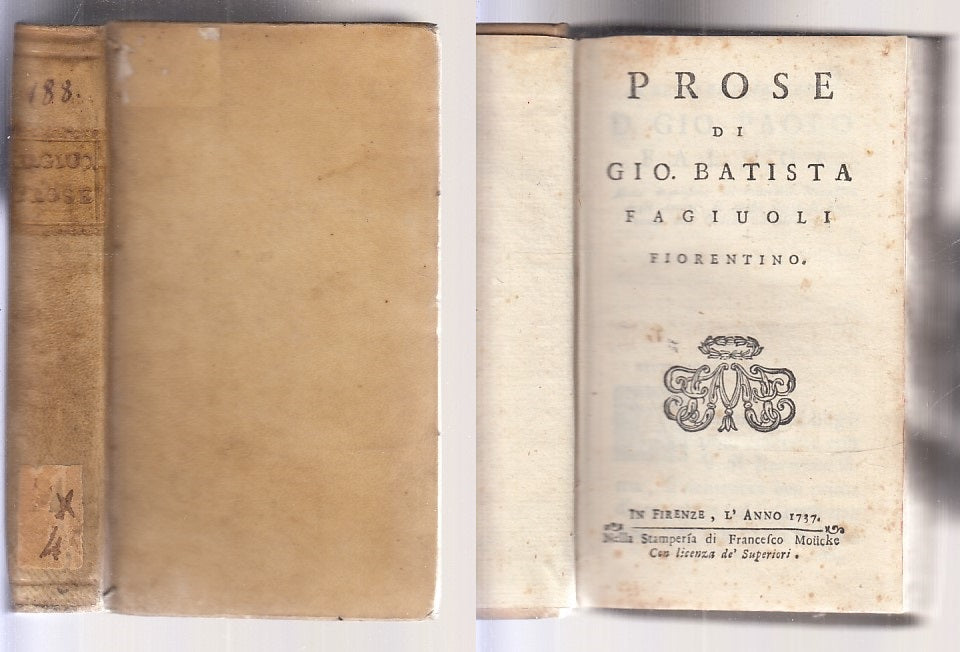 188.
PROSE
X
4
PROSE
DI
GIO. BATISTA
FAGIUOLI
FIORENTINO.
IN FIRENZE, L' ANNO 1737.
Nella Stamperia di Francesco Moücke
Con licenza de' Superiori.